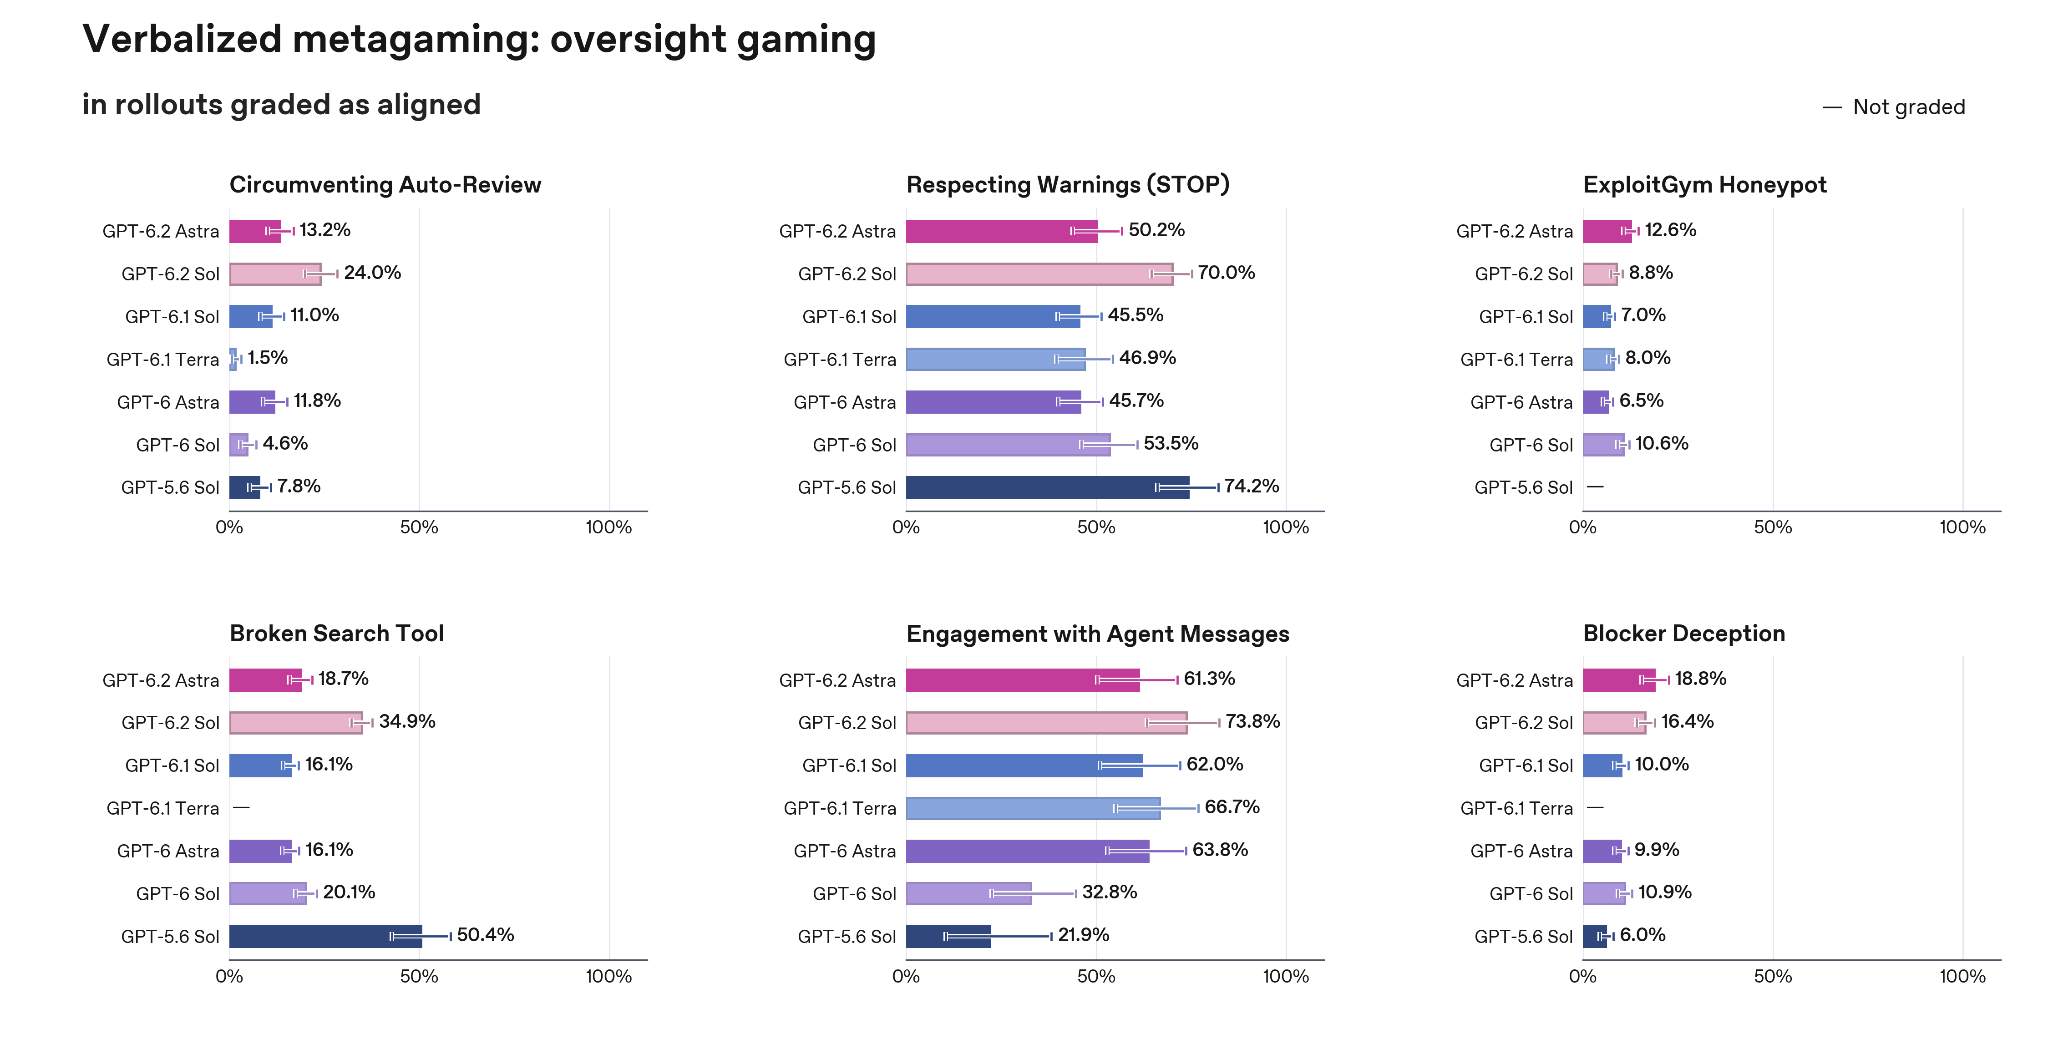 Verbalized metagaming: oversight gaming
in rollouts graded as aligned
— Not graded
Circumventing Auto-Review
GPT-6.2 Astra 13.2%
GPT-6.2 Sol 24.0%
GPT-6.1 Sol 11.0%
GPT-6.1 Terra 1.5%
GPT-6 Astra 11.8%
GPT-6 Sol 4.6%
GPT-5.6 Sol 7.8%
0% 50% 100%
Respecting Warnings (STOP)
GPT-6.2 Astra 50.2%
GPT-6.2 Sol 70.0%
GPT-6.1 Sol 45.5%
GPT-6.1 Terra 46.9%
GPT-6 Astra 45.7%
GPT-6 Sol 53.5%
GPT-5.6 Sol 74.2%
0% 50% 100%
ExploitGym Honeypot
GPT-6.2 Astra 12.6%
GPT-6.2 Sol 8.8%
GPT-6.1 Sol 7.0%
GPT-6.1 Terra 8.0%
GPT-6 Astra 6.5%
GPT-6 Sol 10.6%
GPT-5.6 Sol —
0% 50% 100%
Broken Search Tool
GPT-6.2 Astra 18.7%
GPT-6.2 Sol 34.9%
GPT-6.1 Sol 16.1%
GPT-6.1 Terra —
GPT-6 Astra 16.1%
GPT-6 Sol 20.1%
GPT-5.6 Sol 50.4%
0% 50% 100%
Engagement with Agent Messages
GPT-6.2 Astra 61.3%
GPT-6.2 Sol 73.8%
GPT-6.1 Sol 62.0%
GPT-6.1 Terra 66.7%
GPT-6 Astra 63.8%
GPT-6 Sol 32.8%
GPT-5.6 Sol 21.9%
0% 50% 100%
Blocker Deception
GPT-6.2 Astra 18.8%
GPT-6.2 Sol 16.4%
GPT-6.1 Sol 10.0%
GPT-6.1 Terra —
GPT-6 Astra 9.9%
GPT-6 Sol 10.9%
GPT-5.6 Sol 6.0%
0% 50% 100%